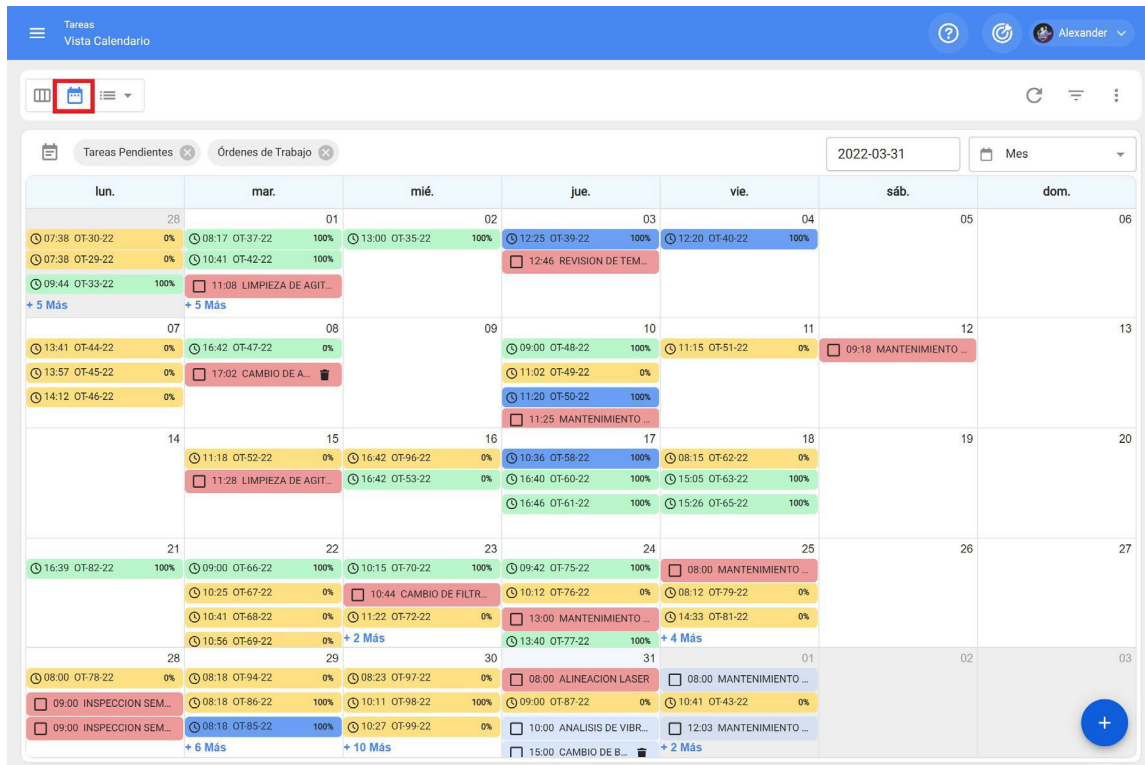 Tareas
Vista Calendario
Alexander
Tareas Pendientes
Órdenes de Trabajo
2022-03-31
Mes
lun. mar. mié. jue. vie. sáb. dom.
28 01 02 03 04 05 06
07:38 OT-30-22 0% 08:17 OT-37-22 100% 13:00 OT-35-22 100% 12:25 OT-39-22 100% 12:20 OT-40-22 100%
07:38 OT-29-22 0% 10:41 OT-42-22 100% 12:46 REVISION DE TEM...
09:44 OT-33-22 100% 11:08 LIMPIEZA DE AGIT...
+ 5 Más + 5 Más
07 08 09 10 11 12 13
13:41 OT-44-22 0% 16:42 OT-47-22 0% 09:00 OT-48-22 100% 11:15 OT-51-22 0% 09:18 MANTENIMIENTO ...
13:57 OT-45-22 0% 17:02 CAMBIO DE A... 11:02 OT-49-22 0%
14:12 OT-46-22 0% 11:20 OT-50-22 100%
11:25 MANTENIMIENTO ...
14 15 16 17 18 19 20
11:18 OT-52-22 0% 16:42 OT-96-22 0% 10:36 OT-58-22 100% 08:15 OT-62-22 0%
11:28 LIMPIEZA DE AGIT... 16:42 OT-53-22 0% 16:40 OT-60-22 100% 15:05 OT-63-22 100%
16:46 OT-61-22 100% 15:26 OT-65-22 100%
21 22 23 24 25 26 27
16:39 OT-82-22 100% 09:00 OT-66-22 100% 10:15 OT-70-22 100% 09:42 OT-75-22 100% 08:00 MANTENIMIENTO ...
10:25 OT-67-22 0% 10:44 CAMBIO DE FILTR... 10:12 OT-76-22 0% 08:12 OT-79-22 0%
10:41 OT-68-22 0% 11:22 OT-72-22 0% 13:00 MANTENIMIENTO ... 14:33 OT-81-22 0%
10:56 OT-69-22 0% + 2 Más 13:40 OT-77-22 100% + 4 Más
28 29 30 31 01 02 03
08:00 OT-78-22 0% 08:18 OT-94-22 0% 08:23 OT-97-22 0% 08:00 ALINEACION LASER 08:00 MANTENIMIENTO ...
09:00 INSPECCION SEM... 08:18 OT-86-22 100% 10:11 OT-98-22 100% 09:00 OT-87-22 0% 10:41 OT-43-22 0%
09:00 INSPECCION SEM... 08:18 OT-85-22 100% 10:27 OT-99-22 0% 10:00 ANALISIS DE VIBR... 12:03 MANTENIMIENTO ...
+ 6 Más + 10 Más 15:00 CAMBIO DE B... + 2 Más